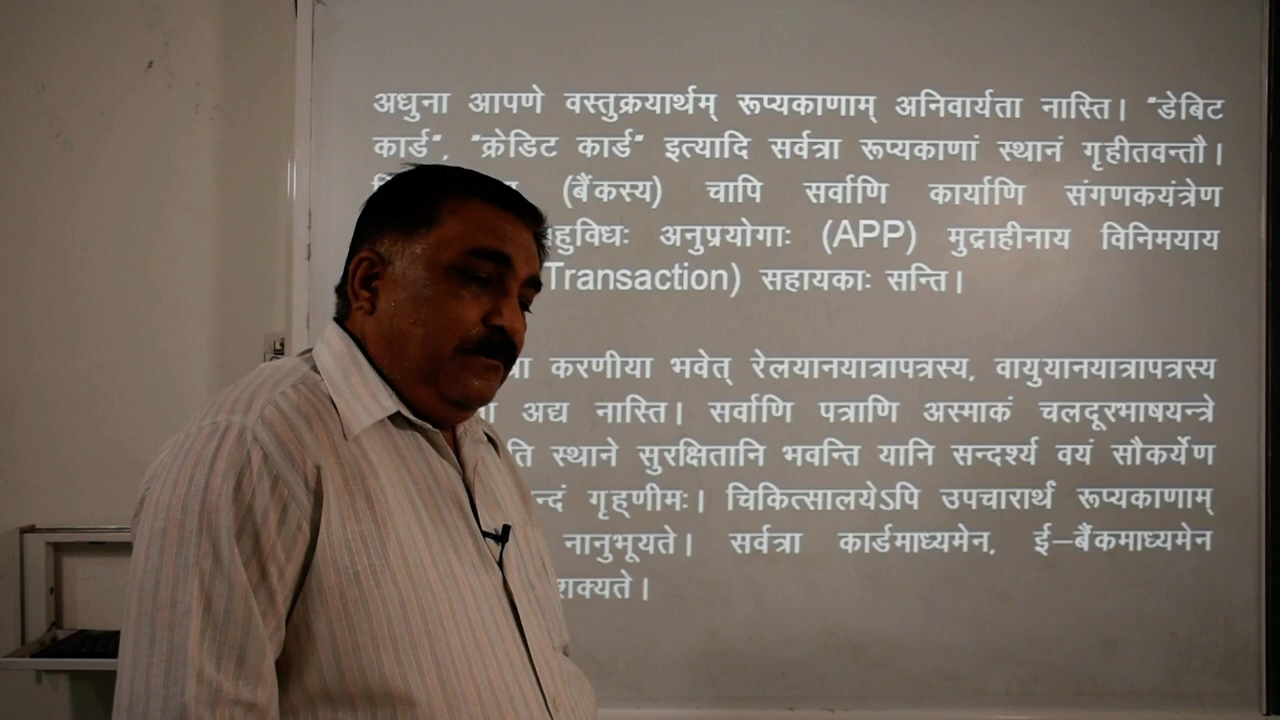 अधुना आपणे वस्तुक्रयार्थम् रूप्यकाणाम् अनिवार्यता नास्ति। "डेबिट
कार्ड", "क्रेडिट कार्ड" इत्यादि सर्वत्रा रूप्यकाणां स्थानं गृहीतवन्तौ।
(बैंकस्य) चापि सर्वाणि कार्याणि संगणकयंत्रेण
अनुप्रयोगाः (APP) मुद्राहीनाय विनिमयाय
Transaction) सहायकाः सन्ति।
करणीया भवेत् रेलयानयात्रापत्रस्य, वायुयानयात्रापत्रस्य
अद्य नास्ति। सर्वाणि पत्राणि अस्माकं चलदूरभाषयन्त्रे
स्थाने सुरक्षितानि भवन्ति यानि सन्दर्श्य वयं सौकर्येण
गृह्णीमः। चिकित्सालयेऽपि उपचारार्थं रूप्यकाणाम्
नानुभूयते। सर्वत्रा कार्डमाध्यमेन, ई–बैंकमाध्यमेन
शक्यते।